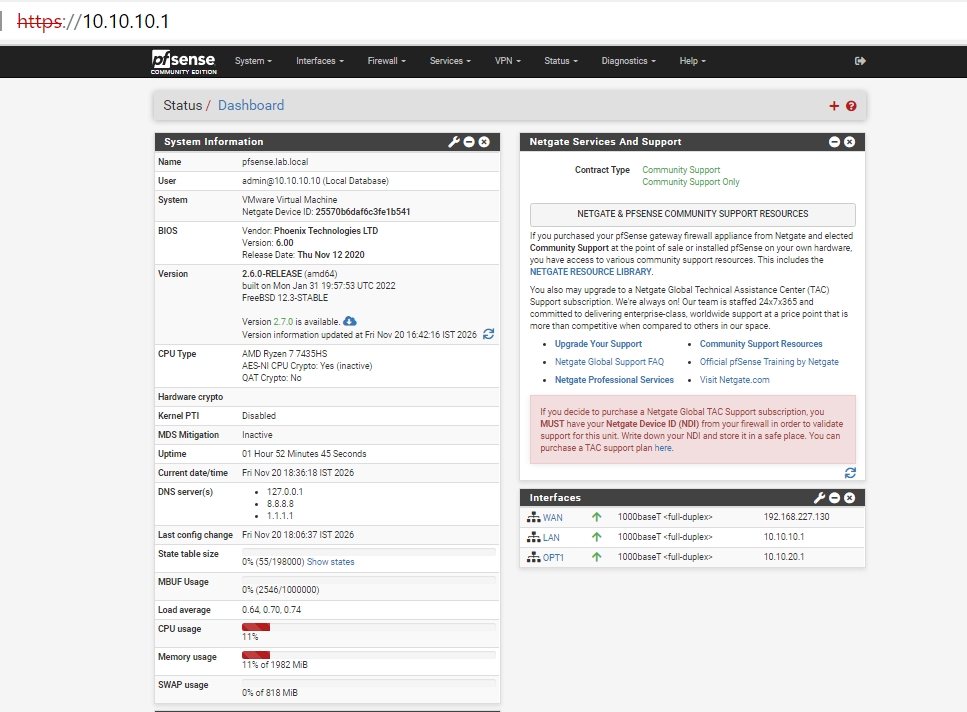 https://10.10.10.1
pfsense
COMMUNITY EDITION
System Interfaces Firewall Services VPN Status Diagnostics Help
Status / Dashboard
System Information
Name pfsense.lab.local
User admin@10.10.10.10 (Local Database)
System VMware Virtual Machine
Netgate Device ID: 25570b6daf6c3fe1b541
BIOS Vendor: Phoenix Technologies LTD
Version: 6.00
Release Date: Thu Nov 12 2020
Version 2.6.0-RELEASE (amd64)
built on Mon Jan 31 19:57:53 UTC 2022
FreeBSD 12.3-STABLE
Version 2.7.0 is available.
Version information updated at Fri Nov 20 16:42:16 IST 2026
CPU Type AMD Ryzen 7 7435HS
AES-NI CPU Crypto: Yes (inactive)
QAT Crypto: No
Hardware crypto
Kernel PTI Disabled
MDS Mitigation Inactive
Uptime 01 Hour 52 Minutes 45 Seconds
Current date/time Fri Nov 20 18:36:18 IST 2026
DNS server(s) 127.0.0.1
8.8.8.8
1.1.1.1
Last config change Fri Nov 20 18:06:37 IST 2026
State table size
0% (55/198000) Show states
MBUF Usage
0% (2546/1000000)
Load average 0.64, 0.70, 0.74
CPU usage
11%
Memory usage
11% of 1982 MiB
SWAP usage
0% of 818 MiB
Netgate Services And Support
Contract Type Community Support
Community Support Only
NETGATE & PFSENSE COMMUNITY SUPPORT RESOURCES
If you purchased your pfSense gateway firewall appliance from Netgate and elected
Community Support at the point of sale or installed pfSense on your own hardware,
you have access to various community support resources. This includes the
NETGATE RESOURCE LIBRARY.
You also may upgrade to a Netgate Global Technical Assistance Center (TAC)
Support subscription. We're always on! Our team is staffed 24x7x365 and
committed to delivering enterprise-class, worldwide support at a price point that is
more than competitive when compared to others in our space.
Upgrade Your Support
Community Support Resources
Netgate Global Support FAQ
Official pfSense Training by Netgate
Netgate Professional Services
Visit Netgate.com
If you decide to purchase a Netgate Global TAC Support subscription, you
MUST have your Netgate Device ID (NDI) from your firewall in order to validate
support for this unit. Write down your NDI and store it in a safe place. You can
purchase a TAC support plan here.
Interfaces
WAN 1000baseT <full-duplex> 192.168.227.130
LAN 1000baseT <full-duplex> 10.10.10.1
OPT1 1000baseT <full-duplex> 10.10.20.1